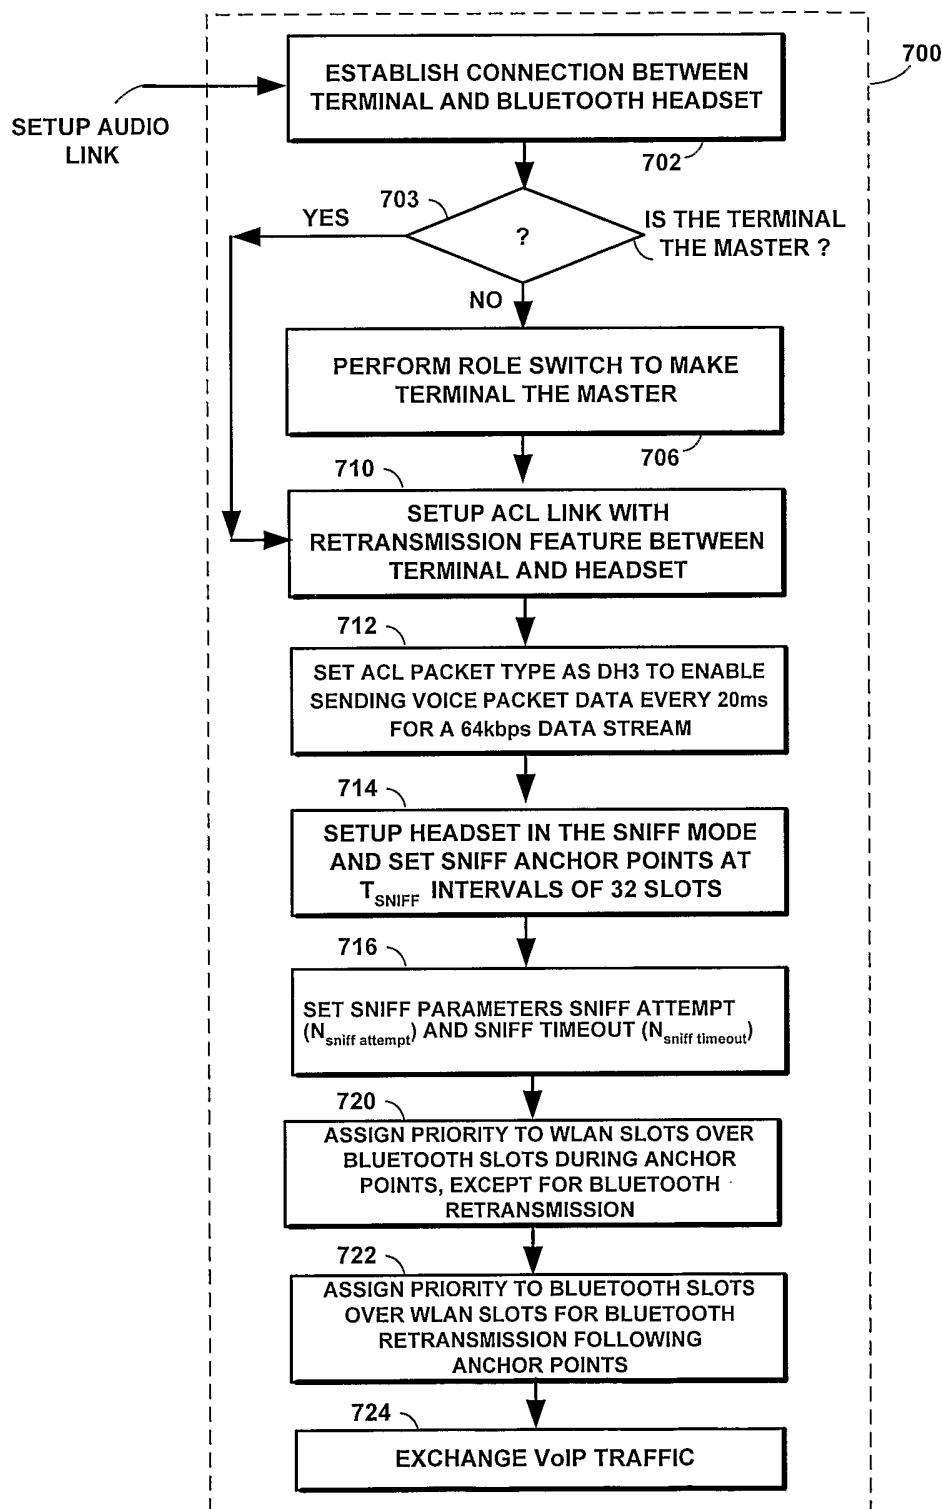 700
ESTABLISH CONNECTION BETWEEN
TERMINAL AND BLUETOOTH HEADSET
SETUP AUDIO
LINK
702
703
YES
?
IS THE TERMINAL
THE MASTER ?
NO
PERFORM ROLE SWITCH TO MAKE
TERMINAL THE MASTER
706
710
SETUP ACL LINK WITH
RETRANSMISSION FEATURE BETWEEN
TERMINAL AND HEADSET
712
SET ACL PACKET TYPE AS DH3 TO ENABLE
SENDING VOICE PACKET DATA EVERY 20ms
FOR A 64kbps DATA STREAM
714
SETUP HEADSET IN THE SNIFF MODE
AND SET SNIFF ANCHOR POINTS AT
TSNIFF INTERVALS OF 32 SLOTS
716
SET SNIFF PARAMETERS SNIFF ATTEMPT
(Nsniff attempt) AND SNIFF TIMEOUT (Nsniff timeout)
720
ASSIGN PRIORITY TO WLAN SLOTS OVER
BLUETOOTH SLOTS DURING ANCHOR
POINTS, EXCEPT FOR BLUETOOTH
RETRANSMISSION
722
ASSIGN PRIORITY TO BLUETOOTH SLOTS
OVER WLAN SLOTS FOR BLUETOOTH
RETRANSMISSION FOLLOWING
ANCHOR POINTS
724
EXCHANGE VoIP TRAFFIC